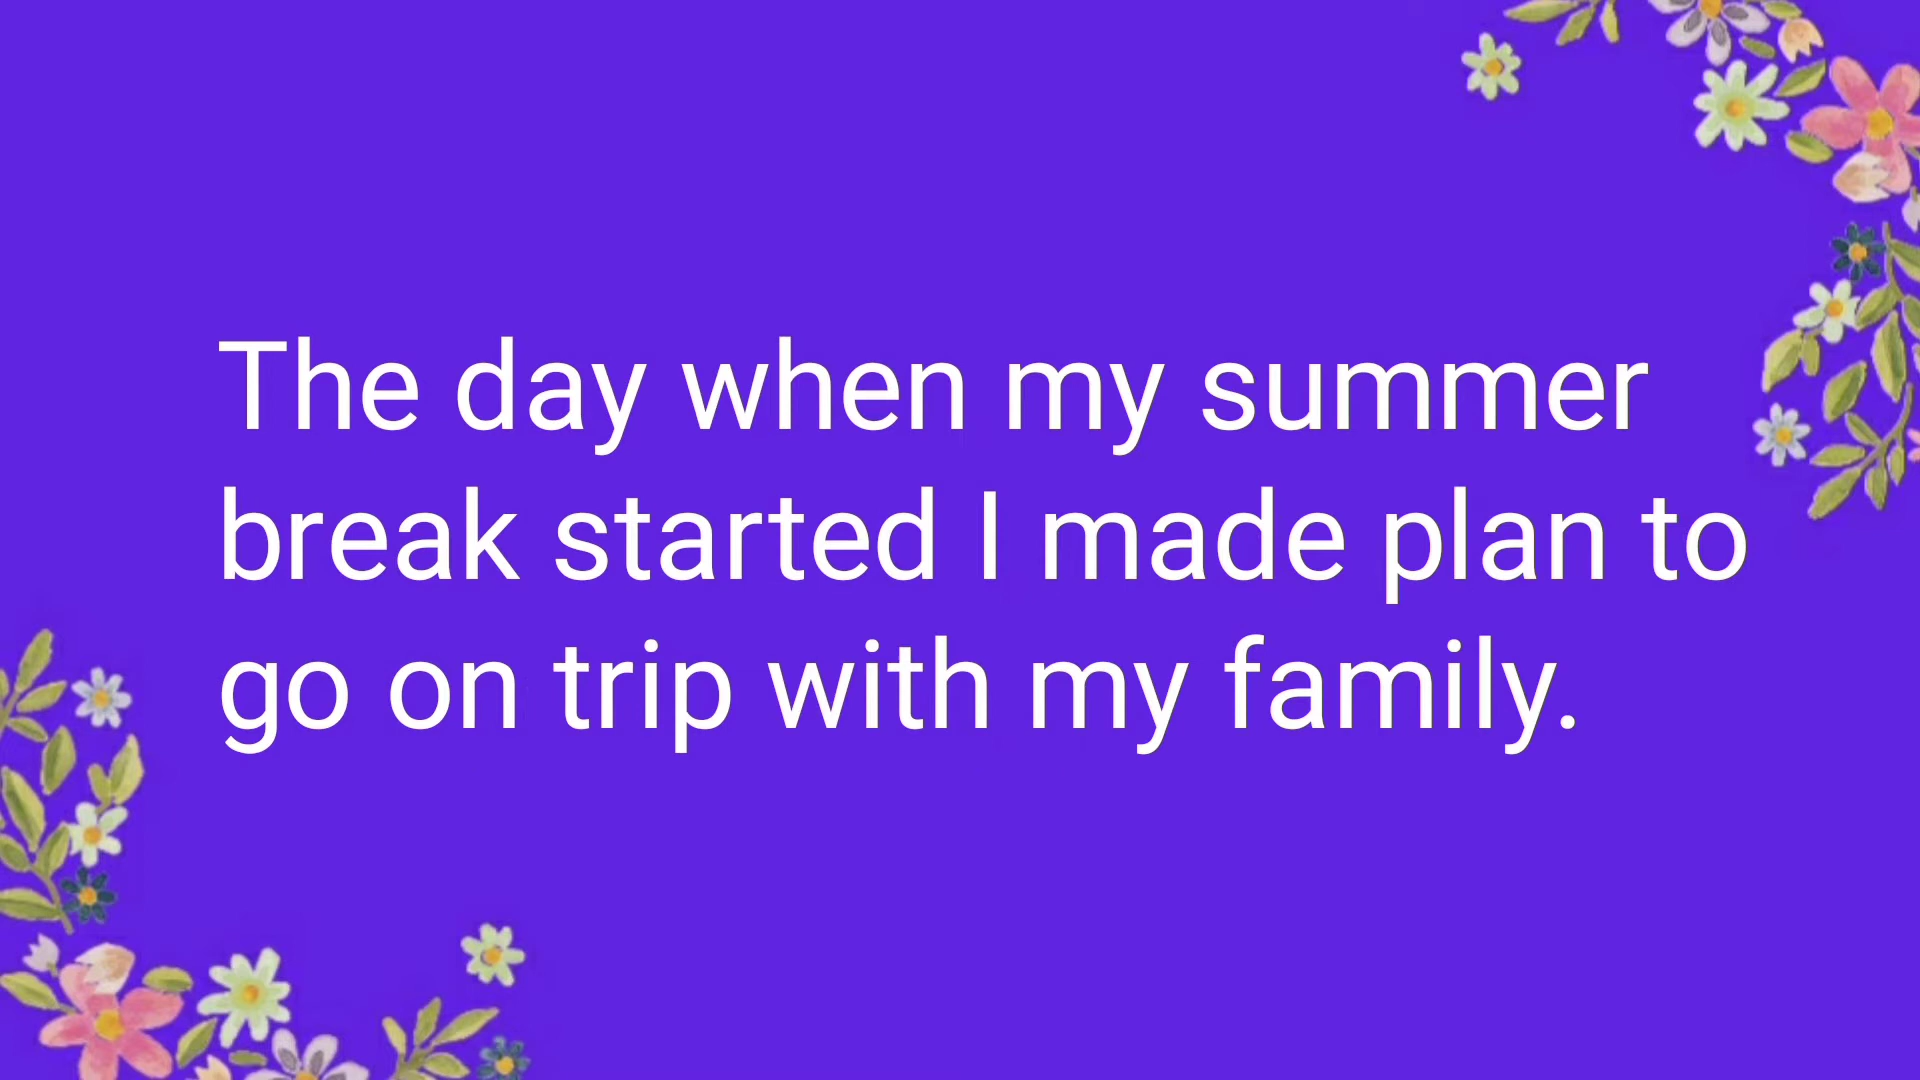 The day when my summer
break started I made plan to
go on trip with my family.